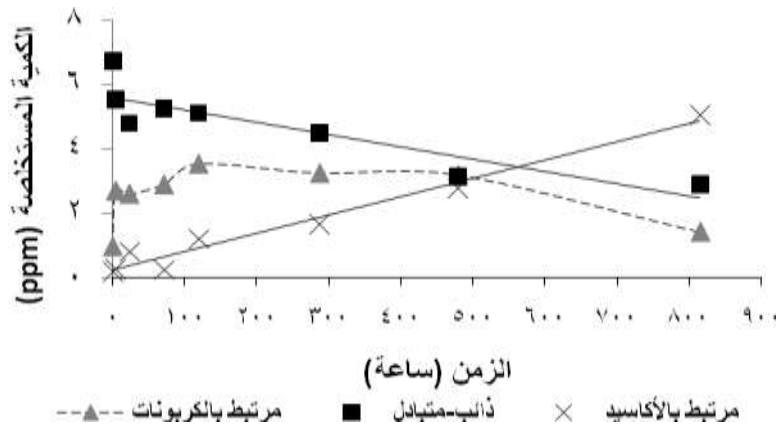 الكمية المستخلصة (ppm)
٨
٦
٤
٢
٠
٠ ١٠٠ ٢٠٠ ٣٠٠ ٤٠٠ ٥٠٠ ٦٠٠ ٧٠٠ ٨٠٠ ٩٠٠
الزمن (ساعة)
مرتبط بالكربونات ذائب-متبادل مرتبط بالأكاسيد